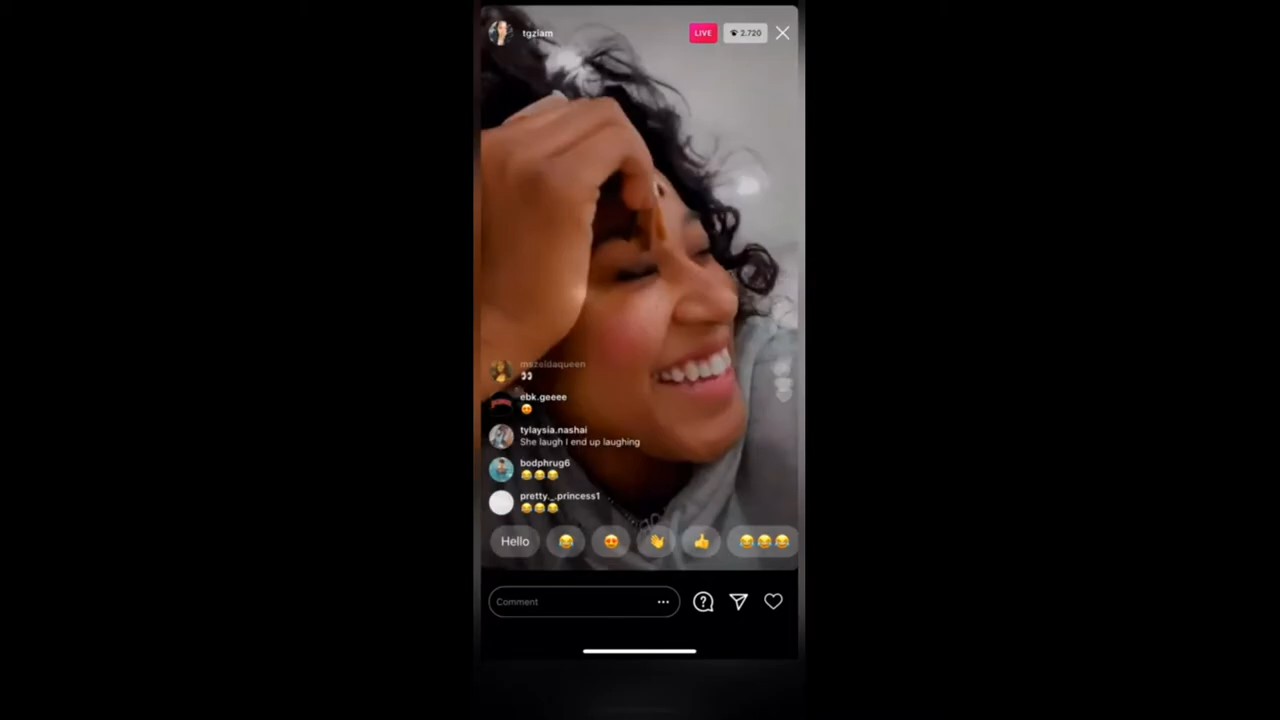 tgziam
LIVE
2.720
mszeldaqueen
👀
ebk.geeee
😍
tylaysia.nashai
She laugh I end up laughing
bodphrug6
😂😂😂
pretty._.princess1
😂😂😂
Hello 😂 😍 👋 👍 😂😂😂
Comment